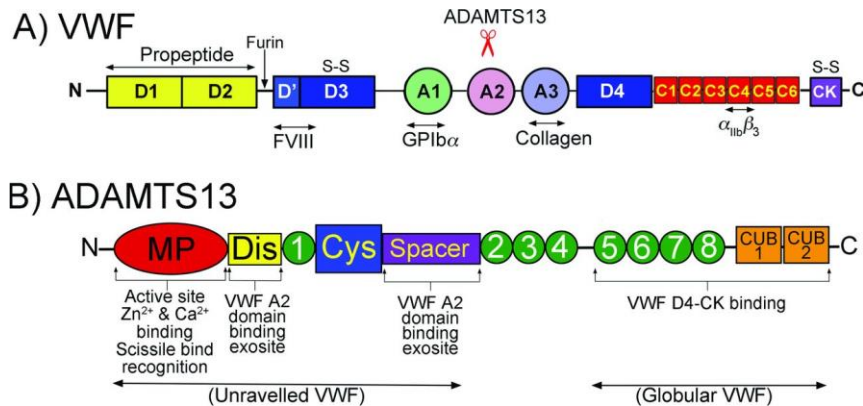 A) VWF
ADAMTS13
Propeptide
Furin
S-S
S-S
N
D1
D2
D'
D3
A1
A2
A3
D4
C1
C2
C3
C4
C5
C6
CK
C
FVIII
GPIbα
Collagen
αIIbβ3
B) ADAMTS13
N
MP
Dis
1
Cys
Spacer
2
3
4
5
6
7
8
CUB
1
CUB
2
C
Active site
Zn²⁺ & Ca²⁺
binding
Scissile bind
recognition
VWF A2
domain
binding
exosite
VWF A2
domain
binding
exosite
VWF D4-CK binding
(Unravelled VWF)
(Globular VWF)